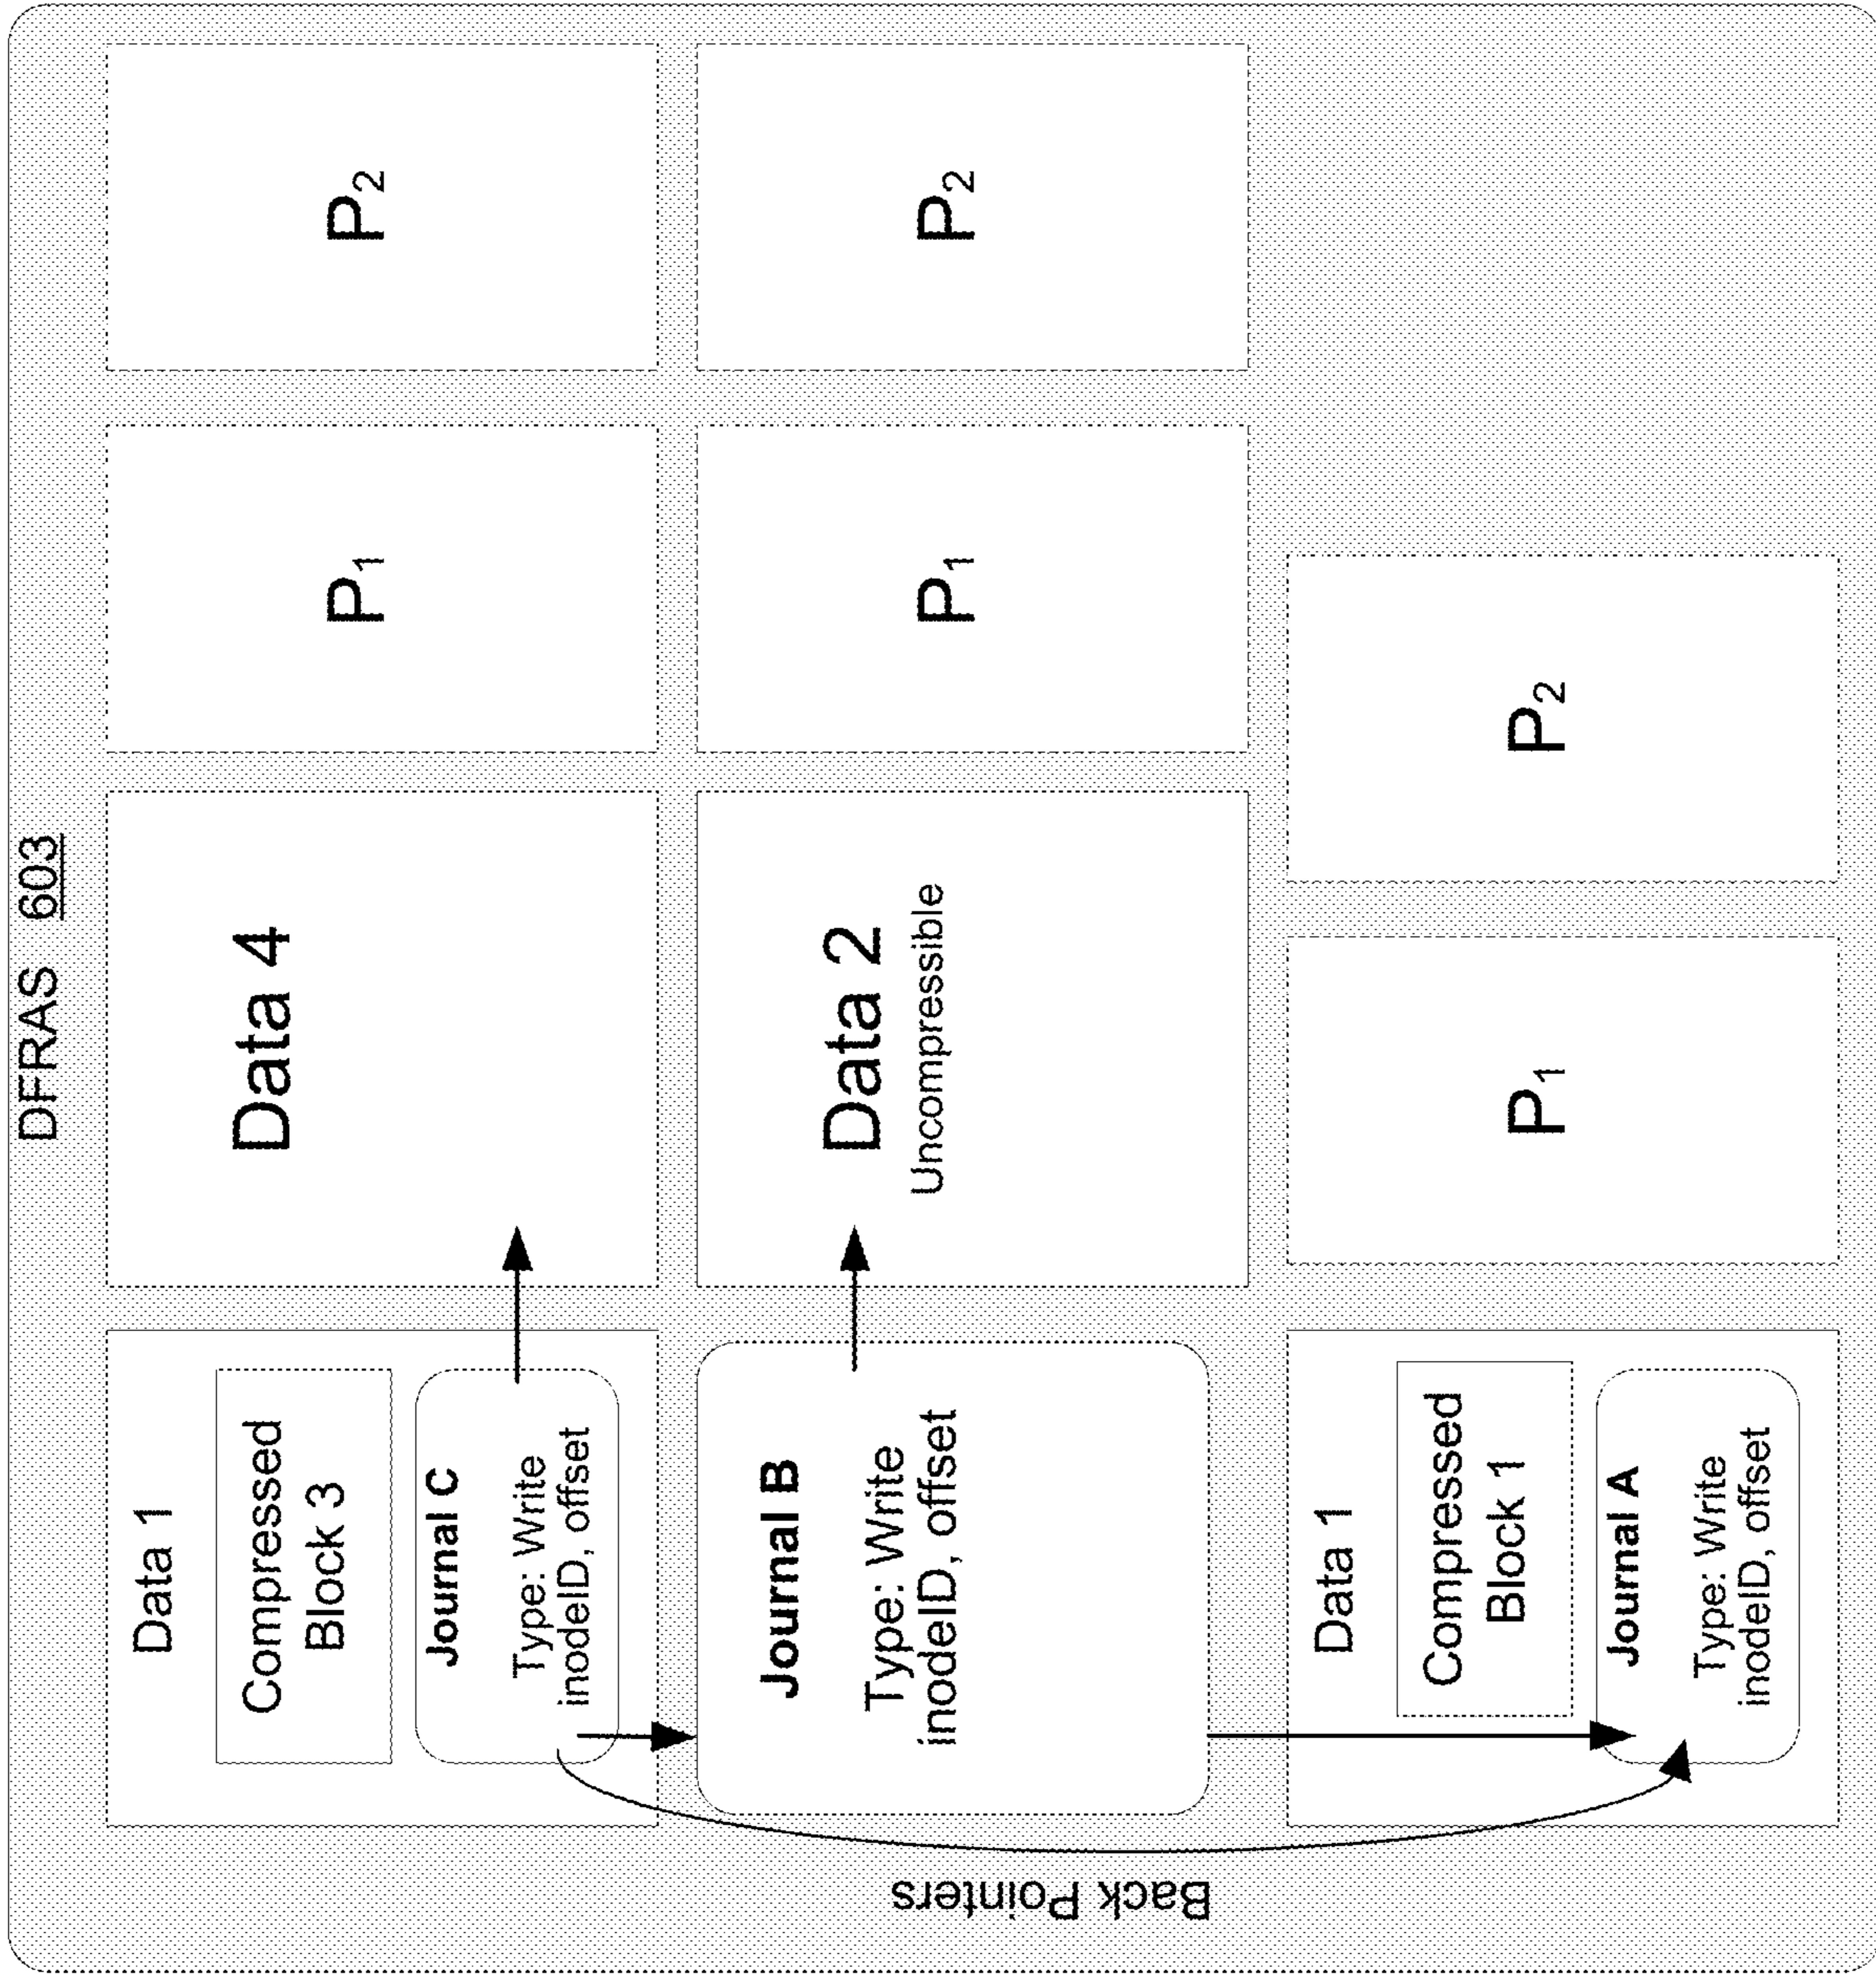 DFRAS 603
Data 1
Compressed
Block 3
Journal C
Type: Write
inodeID, offset
Data 4
P1
P2
Journal B
Type: Write
inodeID, offset
Data 2
Uncompressible
P1
P2
Data 1
Compressed
Block 1
Journal A
Type: Write
inodeID, offset
P1
P2
Back Pointers